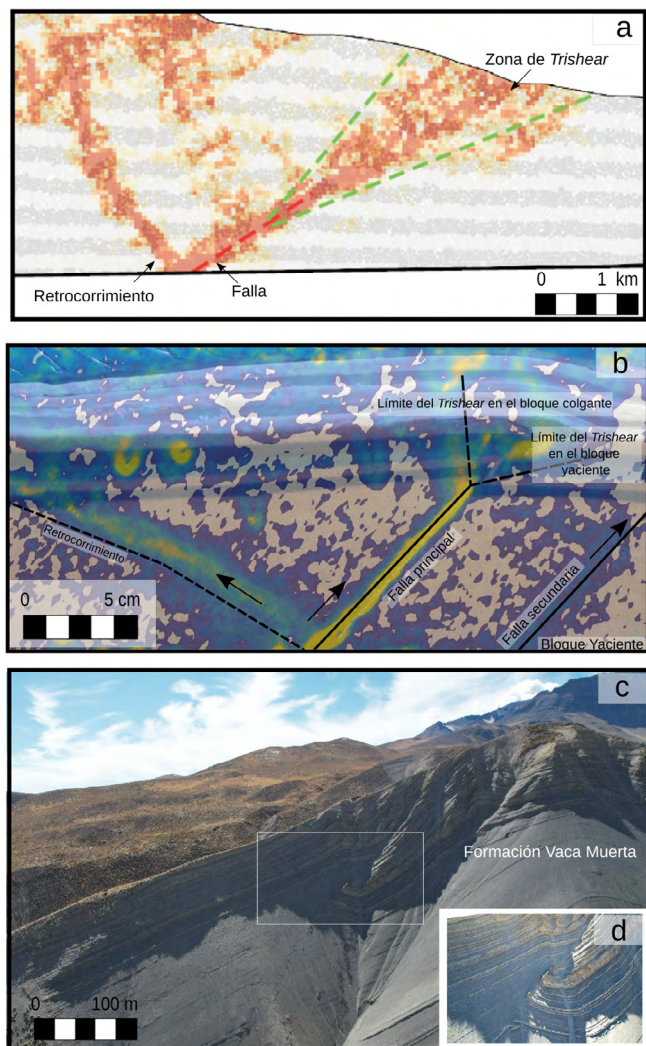 a
Zona de Trishear
Retrocorrimiento
Falla
0 1 km
b
Límite del Trishear en el bloque colgante
Límite del Trishear
en el bloque
yaciente
Retrocorrimiento
Falla principal
Falla secundaria
0 5 cm
Bloque Yaciente
c
Formación Vaca Muerta
d
0 100 m